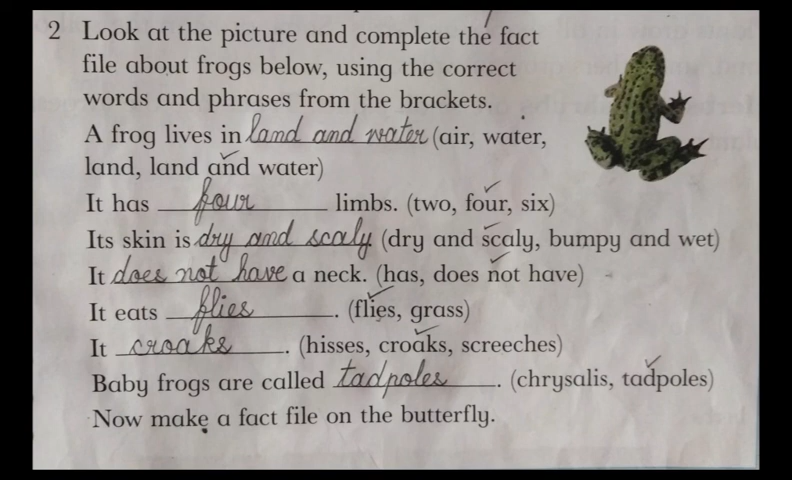 2 Look at the picture and complete the fact
file about frogs below, using the correct
words and phrases from the brackets.
A frog lives in land and water (air, water,
land, land and water)
It has four limbs. (two, four, six)
Its skin is dry and scaly (dry and scaly, bumpy and wet)
It does not have a neck. (has, does not have)
It eats flies. (flies, grass)
It croaks. (hisses, croaks, screeches)
Baby frogs are called tadpoles. (chrysalis, tadpoles)
Now make a fact file on the butterfly.